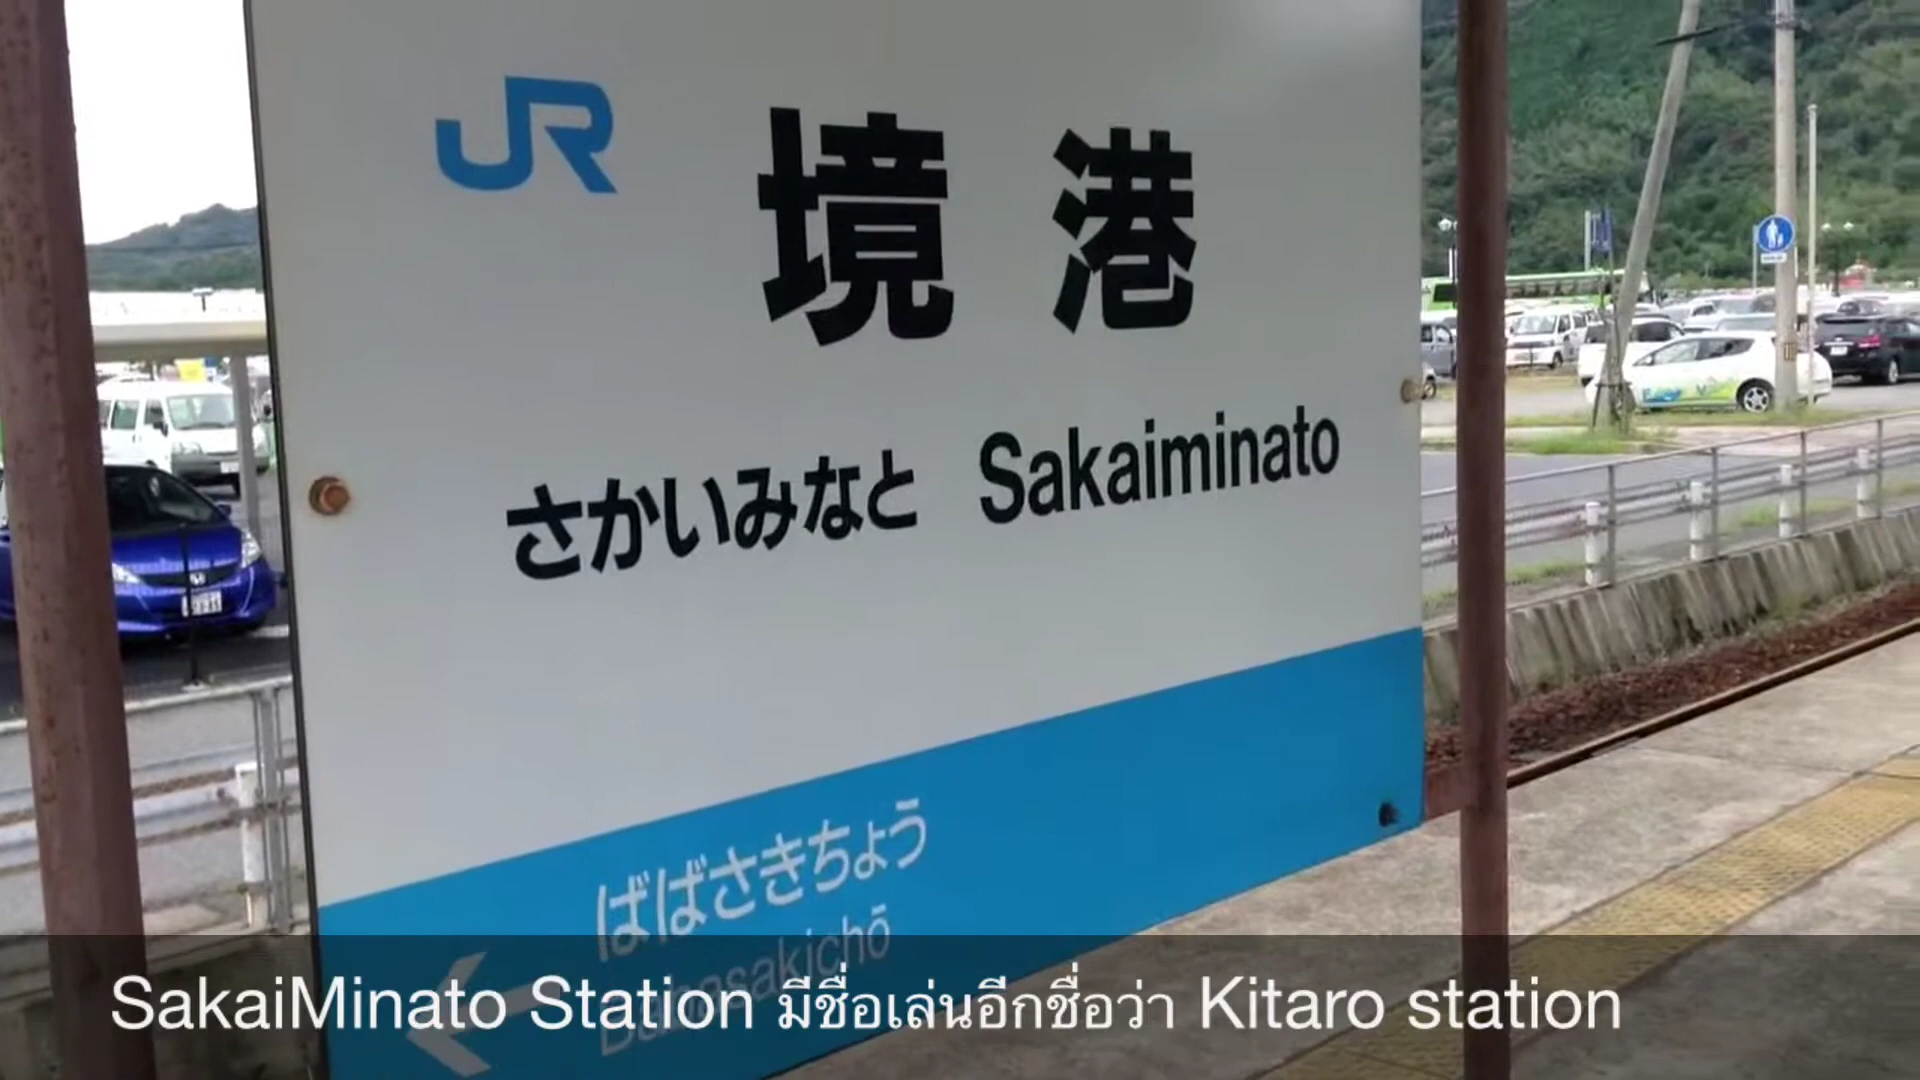 JR
境港
さかいみなと Sakaiminato
ばばさきちょう
Babasakichō
SakaiMinato Station มีชื่อเล่นอีกชื่อว่า Kitaro station